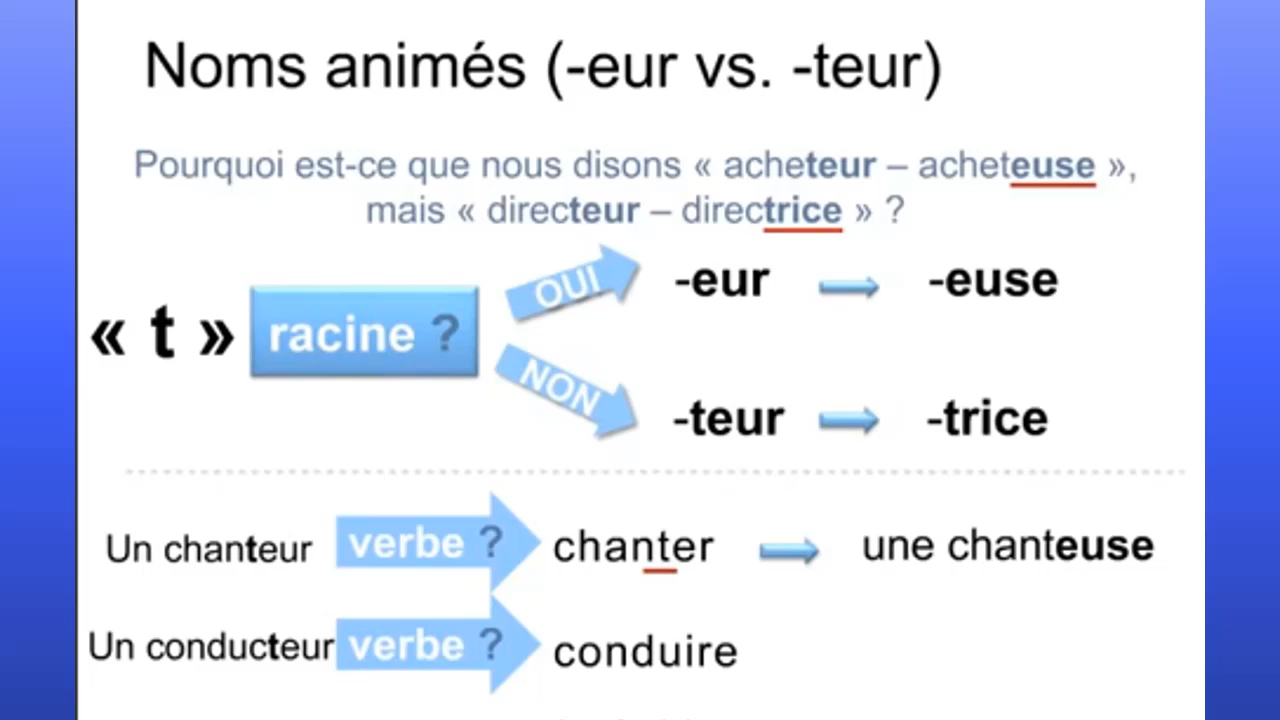 Noms animés (-eur vs. -teur)
Pourquoi est-ce que nous disons « acheteur – acheteuse »,
mais « directeur – directrice » ?
« t » racine ?
OUI -eur -euse
NON -teur -trice
Un chanteur verbe ? chanter une chanteuse
Un conducteur verbe ? conduire